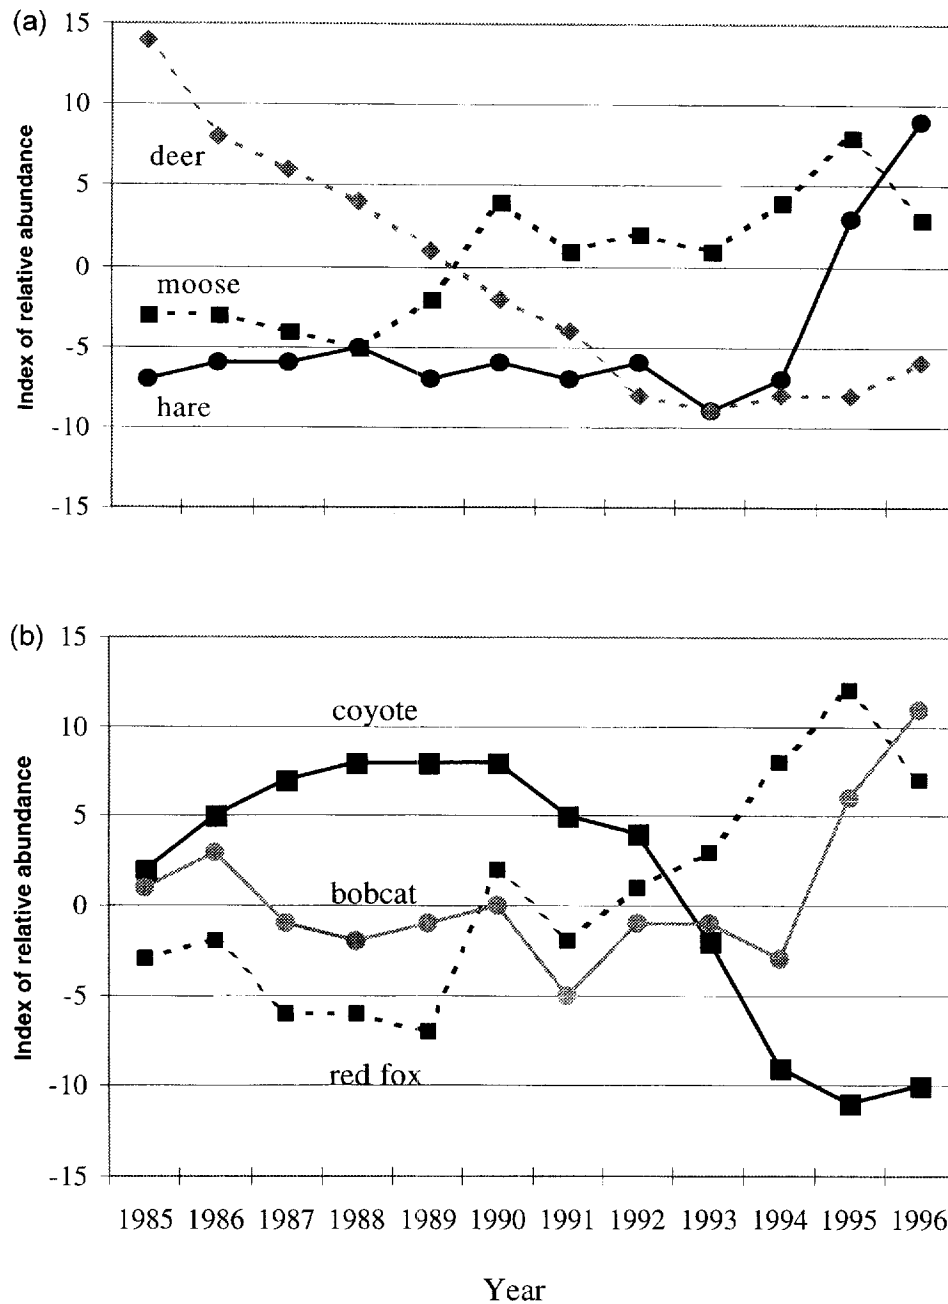 (a)
15
10
5
0
-5
-10
-15
Index of relative abundance
deer
moose
hare
(b)
15
10
5
0
-5
-10
-15
Index of relative abundance
coyote
bobcat
red fox
1985 1986 1987 1988 1989 1990 1991 1992 1993 1994 1995 1996
Year